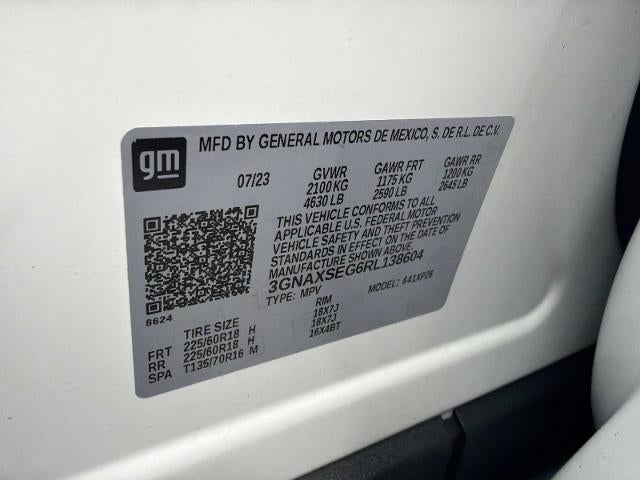 gm
MFD BY GENERAL MOTORS DE MEXICO, S. DE R.L. DE C.V.
07/23 GVWR GAWR FRT GAWR RR
2100 KG 1175 KG 1200 KG
4630 LB 2590 LB 2645 LB
THIS VEHICLE CONFORMS TO ALL
APPLICABLE U.S. FEDERAL MOTOR
VEHICLE SAFETY AND THEFT PREVENTION
STANDARDS IN EFFECT ON THE DATE OF
MANUFACTURE SHOWN ABOVE.
3GNAXSEG6RL138604
TYPE: MPV MODEL: 641XP26
8624
TIRE SIZE RIM
FRT 225/60R18 H 18X7J
RR 225/60R18 H 18X7J
SPA T135/70R16 M 16X4BT